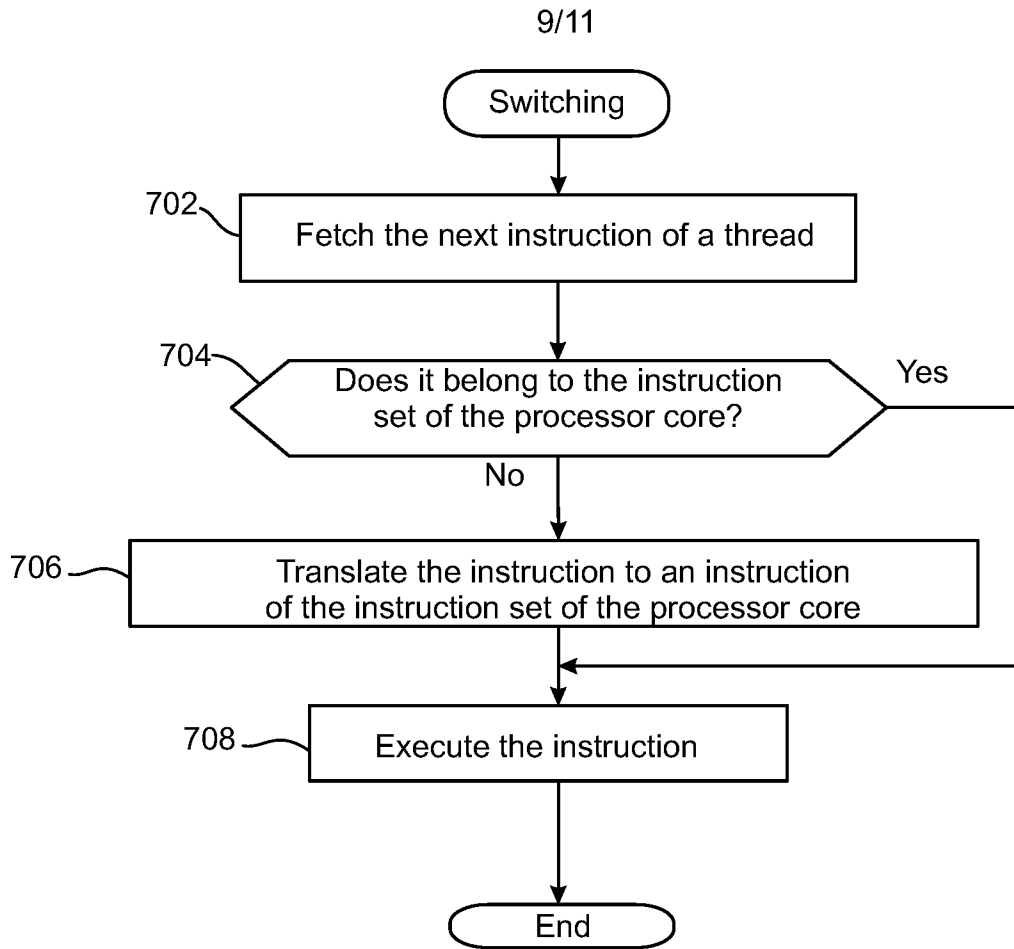 9/11
Switching
702
Fetch the next instruction of a thread
704
Does it belong to the instruction
set of the processor core?
Yes
No
706
Translate the instruction to an instruction
of the instruction set of the processor core
708
Execute the instruction
End